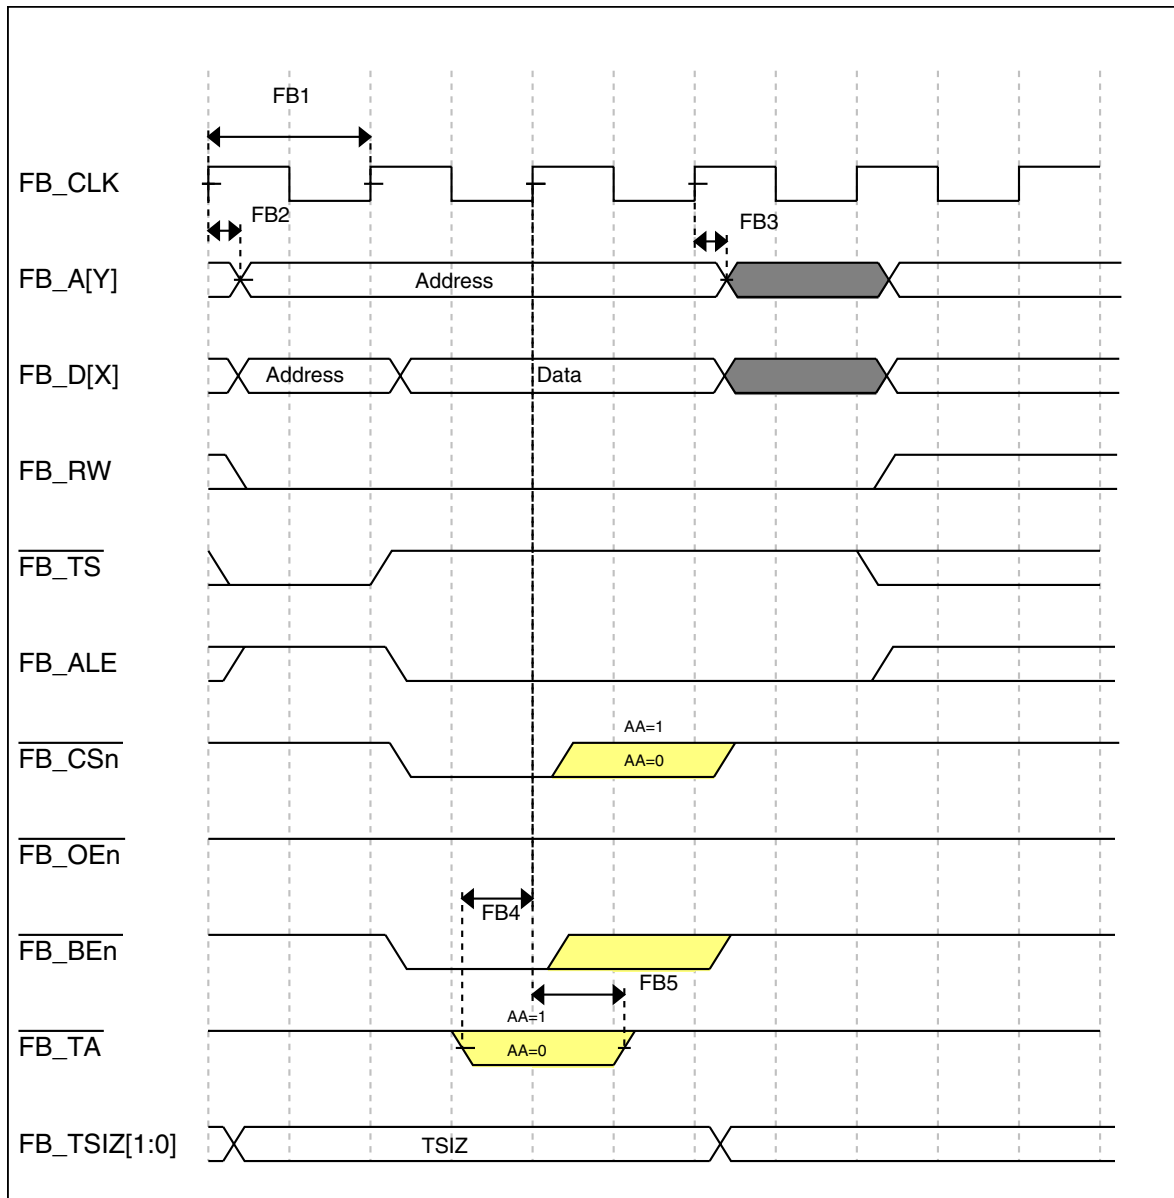 FB1
FB_CLK
FB2
FB3
FB_A[Y]
Address
FB_D[X]
Address
Data
FB_RW
FB_TS
FB_ALE
AA=1
FB_CSn
AA=0
FB_OEn
FB4
FB_BEn
FB5
AA=1
FB_TA
AA=0
FB_TSIZ[1:0]
TSIZ